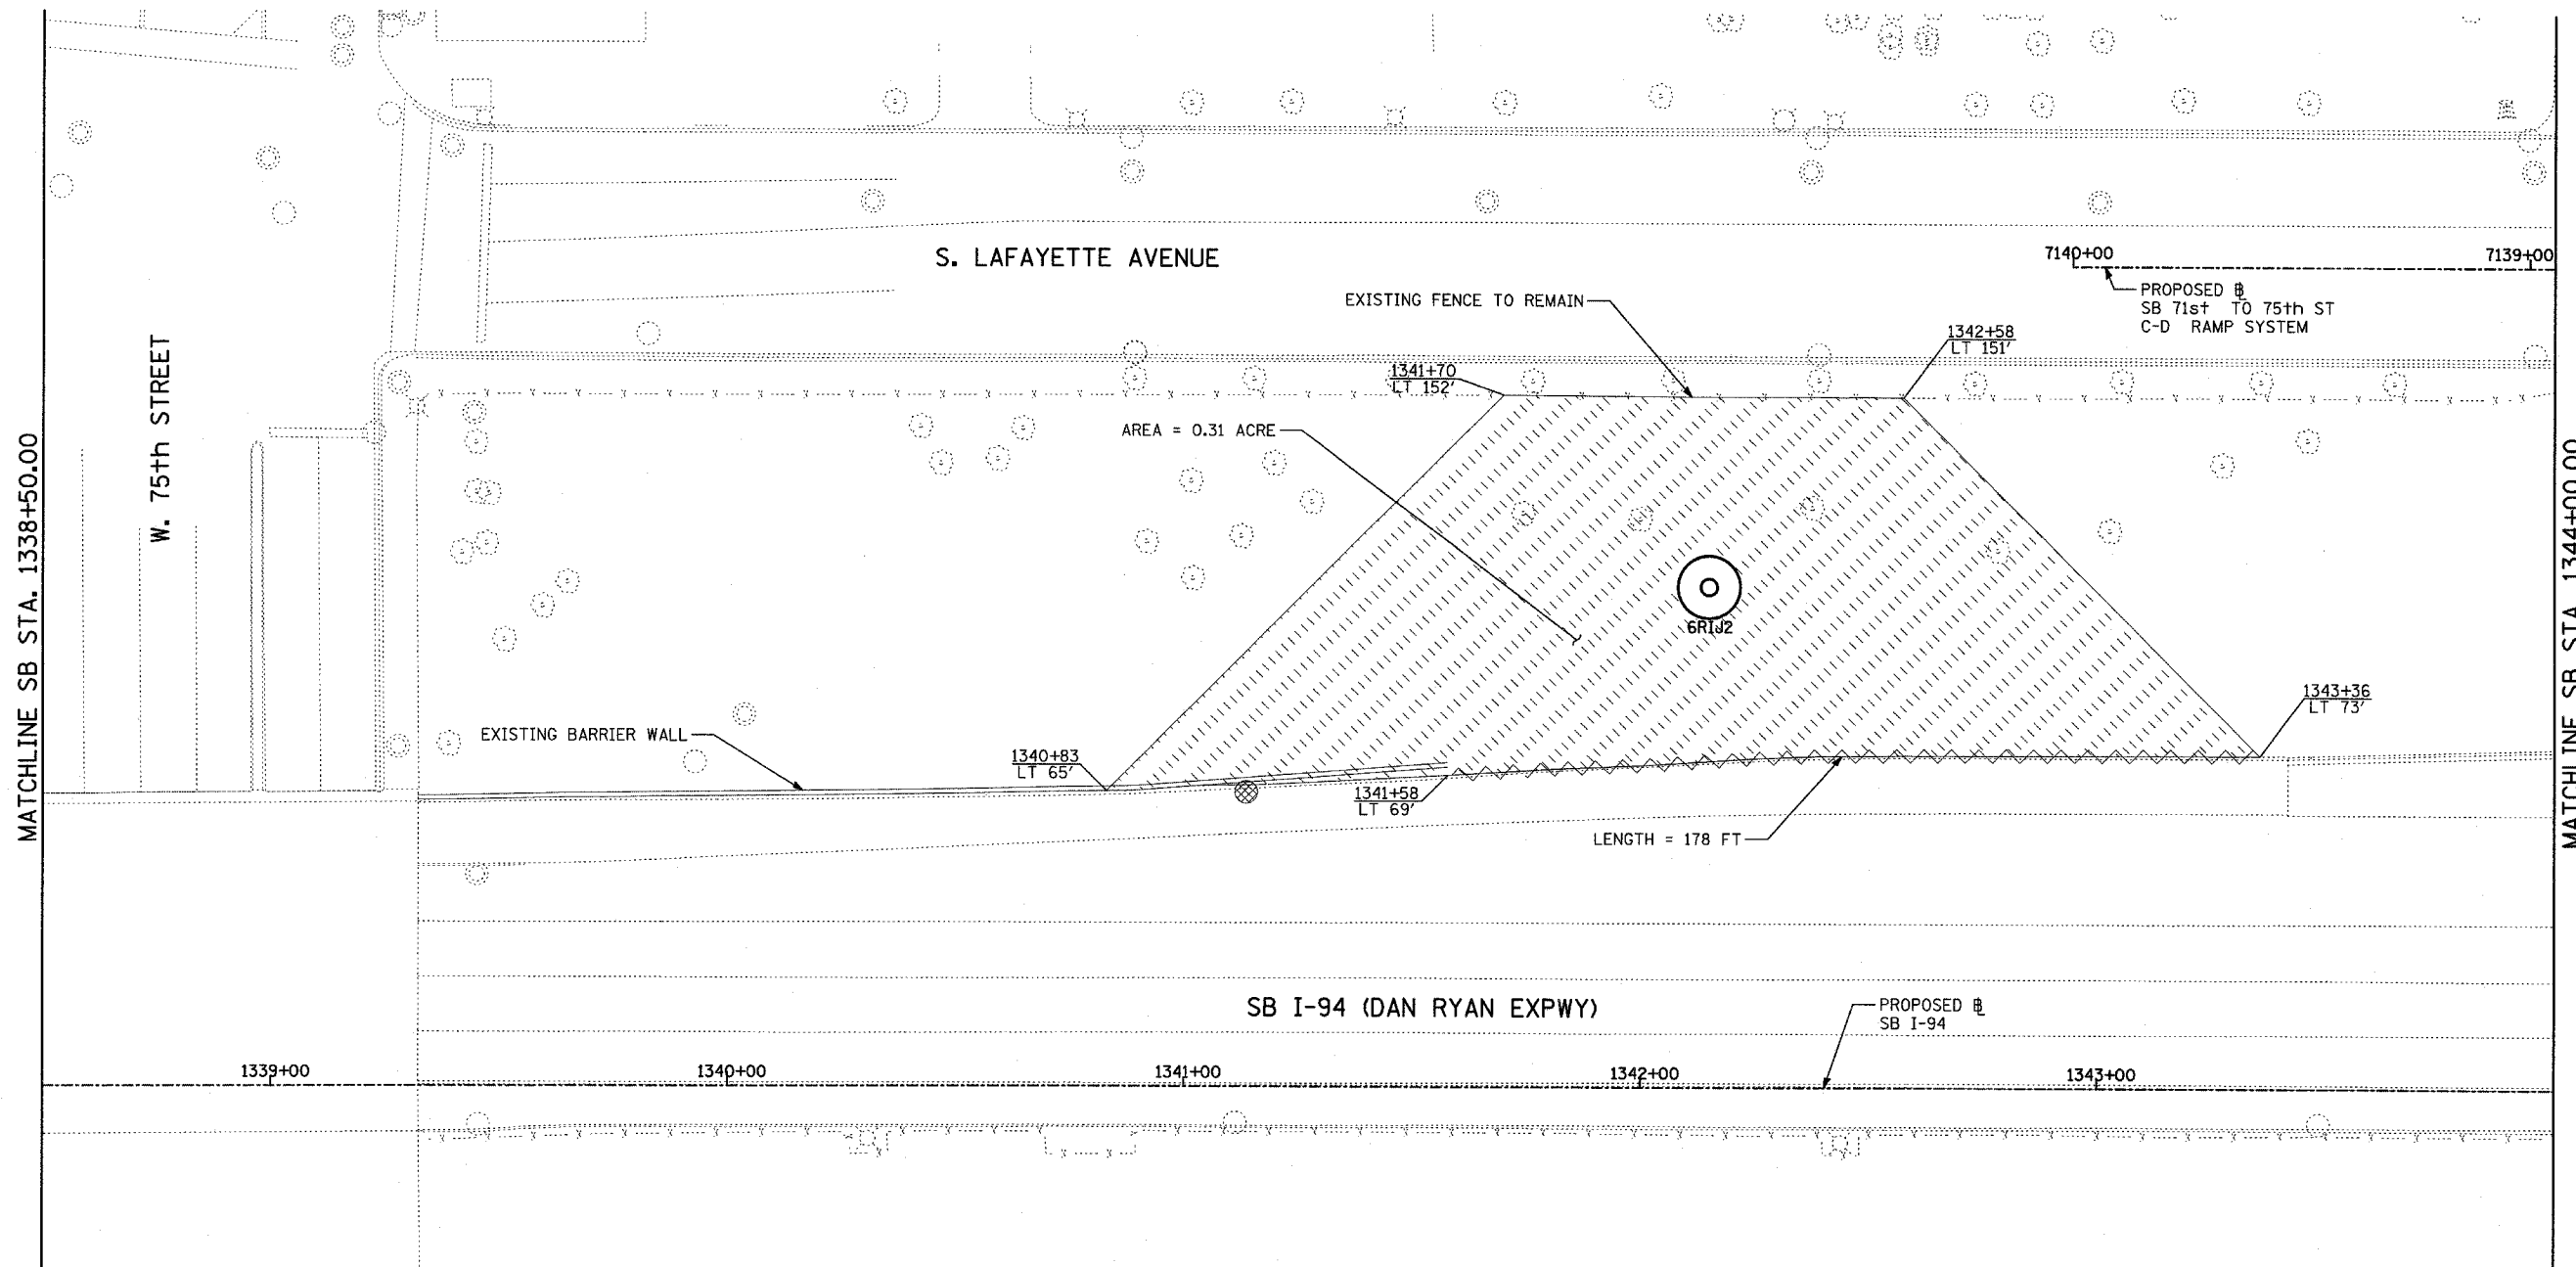 S. LAFAYETTE AVENUE
7140+00
7139+00
PROPOSED ℄
SB 71st TO 75th ST
C-D RAMP SYSTEM
EXISTING FENCE TO REMAIN
1342+58
LT 151'
1341+70
LT 152'
AREA = 0.31 ACRE
W. 75th STREET
MATCHLINE SB STA. 1338+50.00
MATCHLINE SB STA. 1344+00.00
6RIJ2
1343+36
LT 73'
EXISTING BARRIER WALL
1340+83
LT 65'
1341+58
LT 69'
LENGTH = 178 FT
SB I-94 (DAN RYAN EXPWY)
PROPOSED ℄
SB I-94
1339+00
1340+00
1341+00
1342+00
1343+00